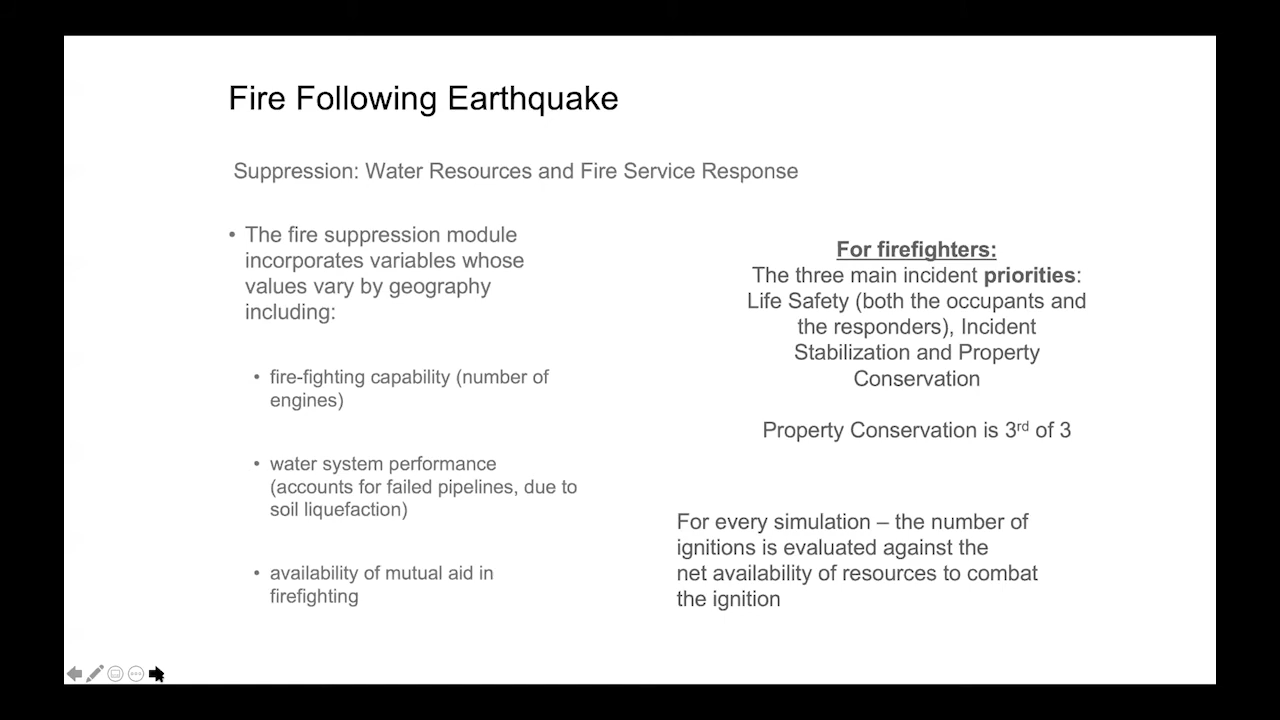 Fire Following Earthquake
Suppression: Water Resources and Fire Service Response
• The fire suppression module
incorporates variables whose
values vary by geography
including:
• fire-fighting capability (number of
engines)
• water system performance
(accounts for failed pipelines, due to
soil liquefaction)
• availability of mutual aid in
firefighting
For firefighters:
The three main incident priorities:
Life Safety (both the occupants and
the responders), Incident
Stabilization and Property
Conservation
Property Conservation is 3rd of 3
For every simulation – the number of
ignitions is evaluated against the
net availability of resources to combat
the ignition